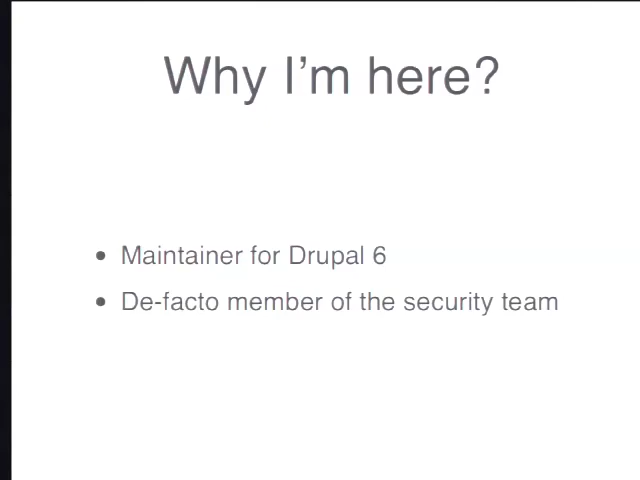 Why I'm here?
• Maintainer for Drupal 6
• De-facto member of the security team